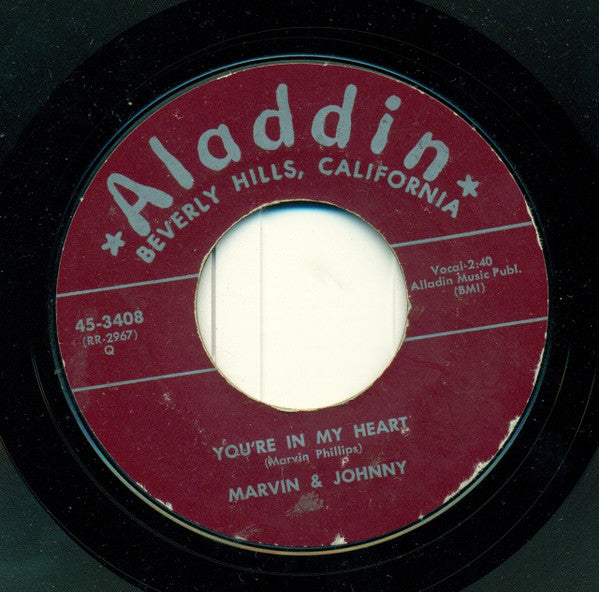 ★Aladdin★
BEVERLY HILLS, CALIFORNIA
45-3408
(RR-2967)
Q
Vocal-2:40
Alladin Music Publ.
(BMI)
YOU'RE IN MY HEART
(Marvin Phillips)
MARVIN & JOHNNY